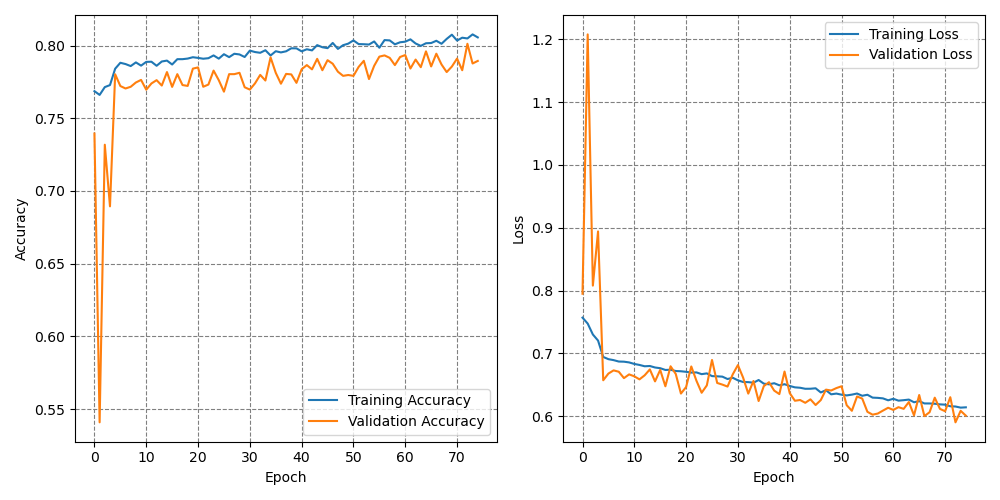 0.80
0.75
0.70
0.65
0.60
0.55
Accuracy
Training Accuracy
Validation Accuracy
0 10 20 30 40 50 60 70
Epoch
1.2
1.1
1.0
0.9
0.8
0.7
0.6
Loss
Training Loss
Validation Loss
0 10 20 30 40 50 60 70
Epoch